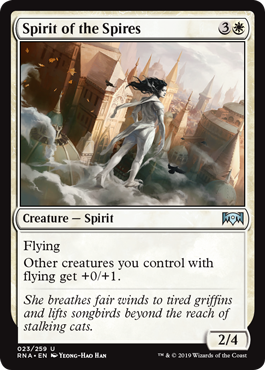 Spirit of the Spires 3
Creature — Spirit
Flying
Other creatures you control with
flying get +0/+1.
She breathes fair winds to tired griffins
and lifts songbirds beyond the reach of
stalking cats.
2/4
023/259 U
RNA • EN Yeong-Hao Han
™ & © 2019 Wizards of the Coast